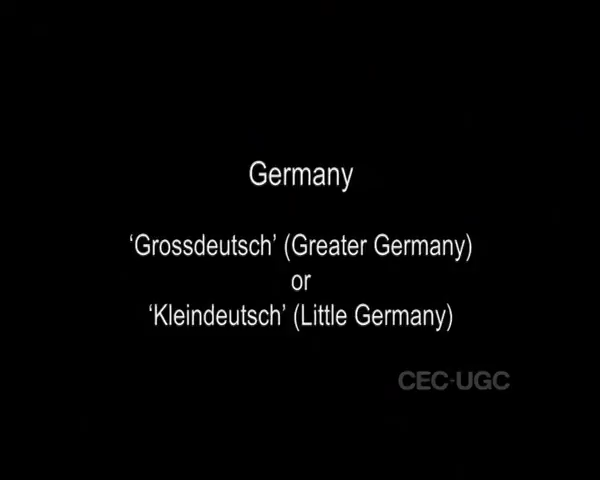 Germany
‘Grossdeutsch’ (Greater Germany)
or
‘Kleindeutsch’ (Little Germany)
CEC-UGC